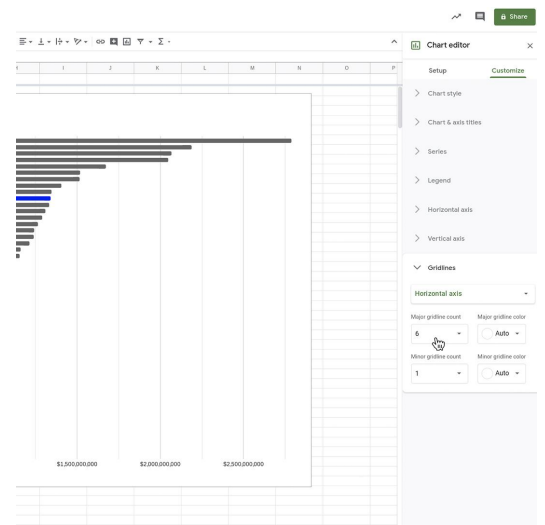 Share
Chart editor
I J K L M N O P
Setup Customize
Chart style
Chart & axis titles
Series
Legend
Horizontal axis
Vertical axis
Gridlines
Horizontal axis
Major gridline count Major gridline color
6 Auto
Minor gridline count Minor gridline color
1 Auto
$1,500,000,000 $2,000,000,000 $2,500,000,000